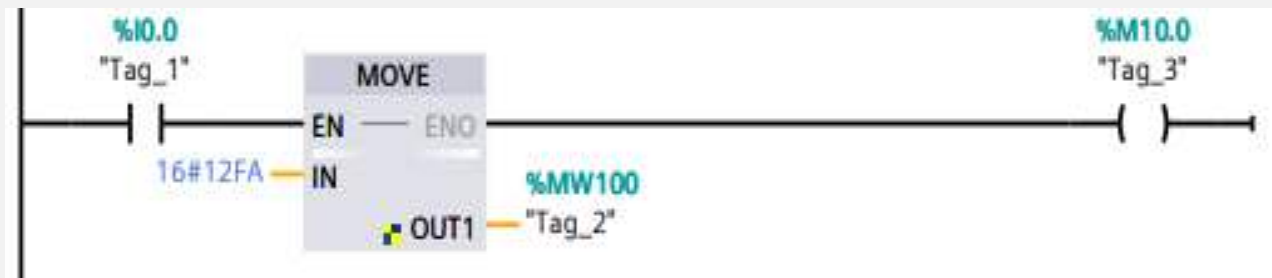 %I0.0
"Tag_1"
MOVE
EN
ENO
16#12FA
IN
OUT1
%MW100
"Tag_2"
%M10.0
"Tag_3"